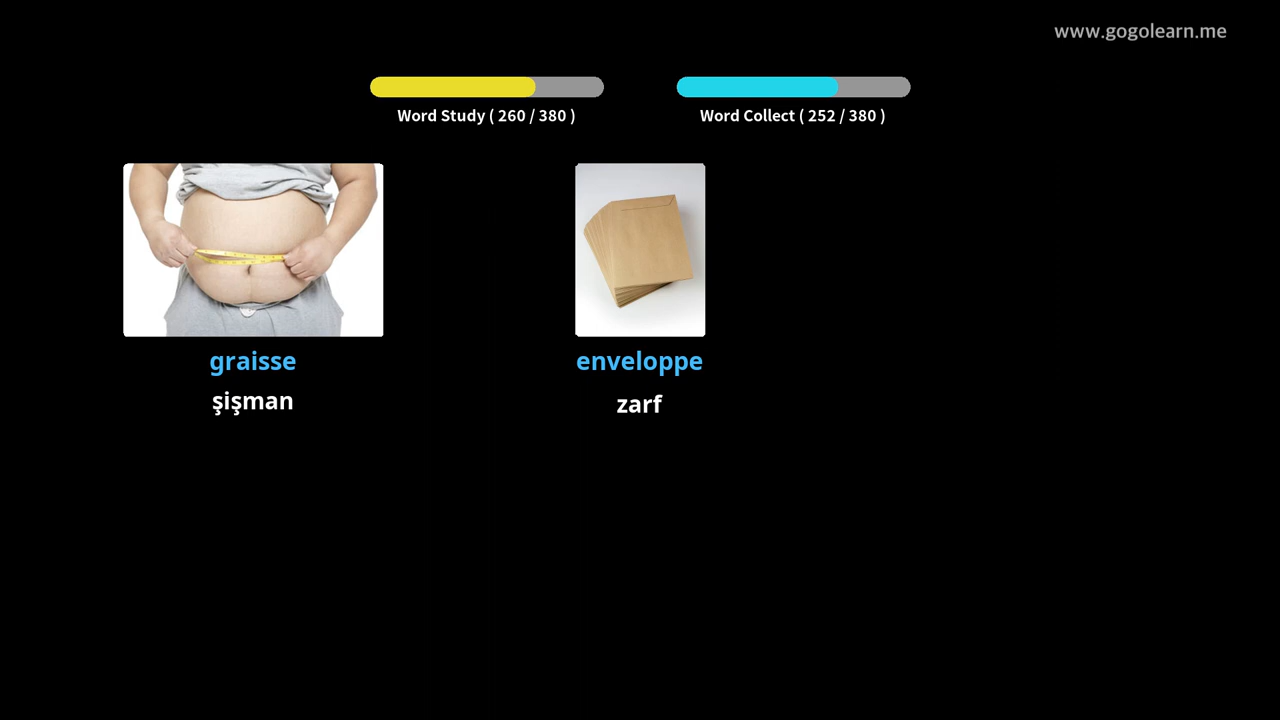 www.gogolearn.me
Word Study ( 260 / 380 )
Word Collect ( 252 / 380 )
graisse
şişman
enveloppe
zarf